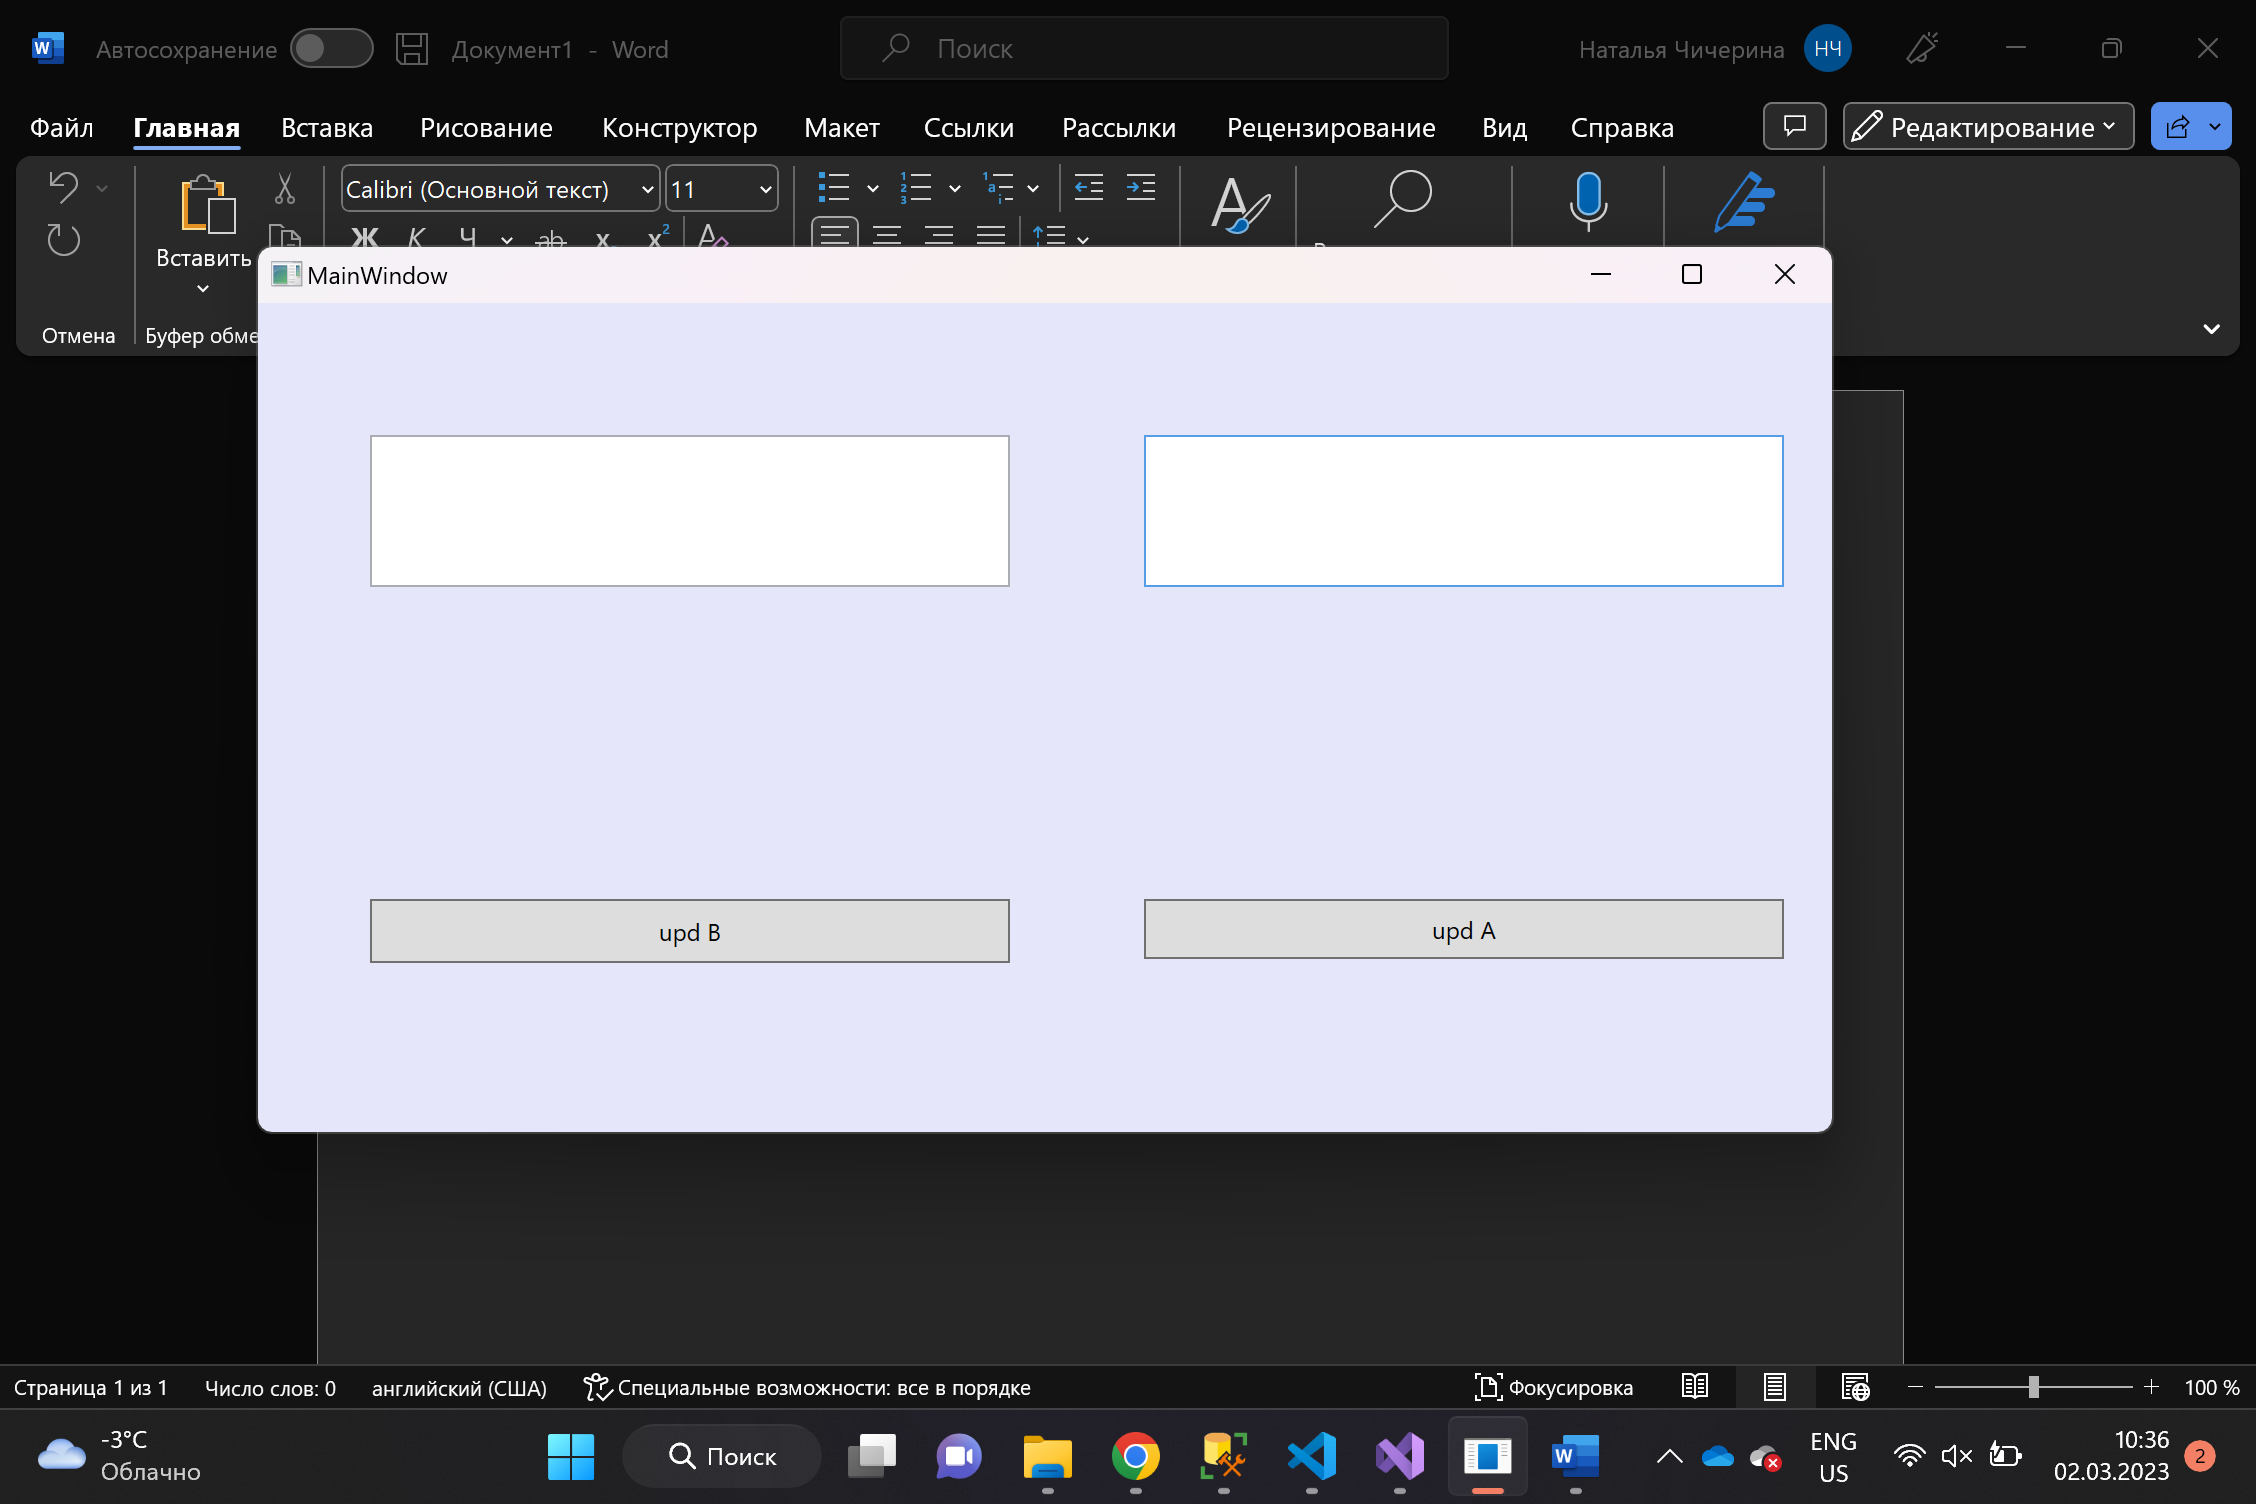 Автосохранение
Документ1 - Word
Поиск
Наталья Чичерина
НЧ
Файл Главная Вставка Рисование Конструктор Макет Ссылки Рассылки Рецензирование Вид Справка
Редактирование
Calibri (Основной текст) 11
Вставить
Отмена
Буфер обме
MainWindow
upd B
upd A
Страница 1 из 1 Число слов: 0 английский (США) Специальные возможности: все в порядке
Фокусировка
100 %
-3°C
Облачно
Поиск
ENG
US
10:36
02.03.2023
2